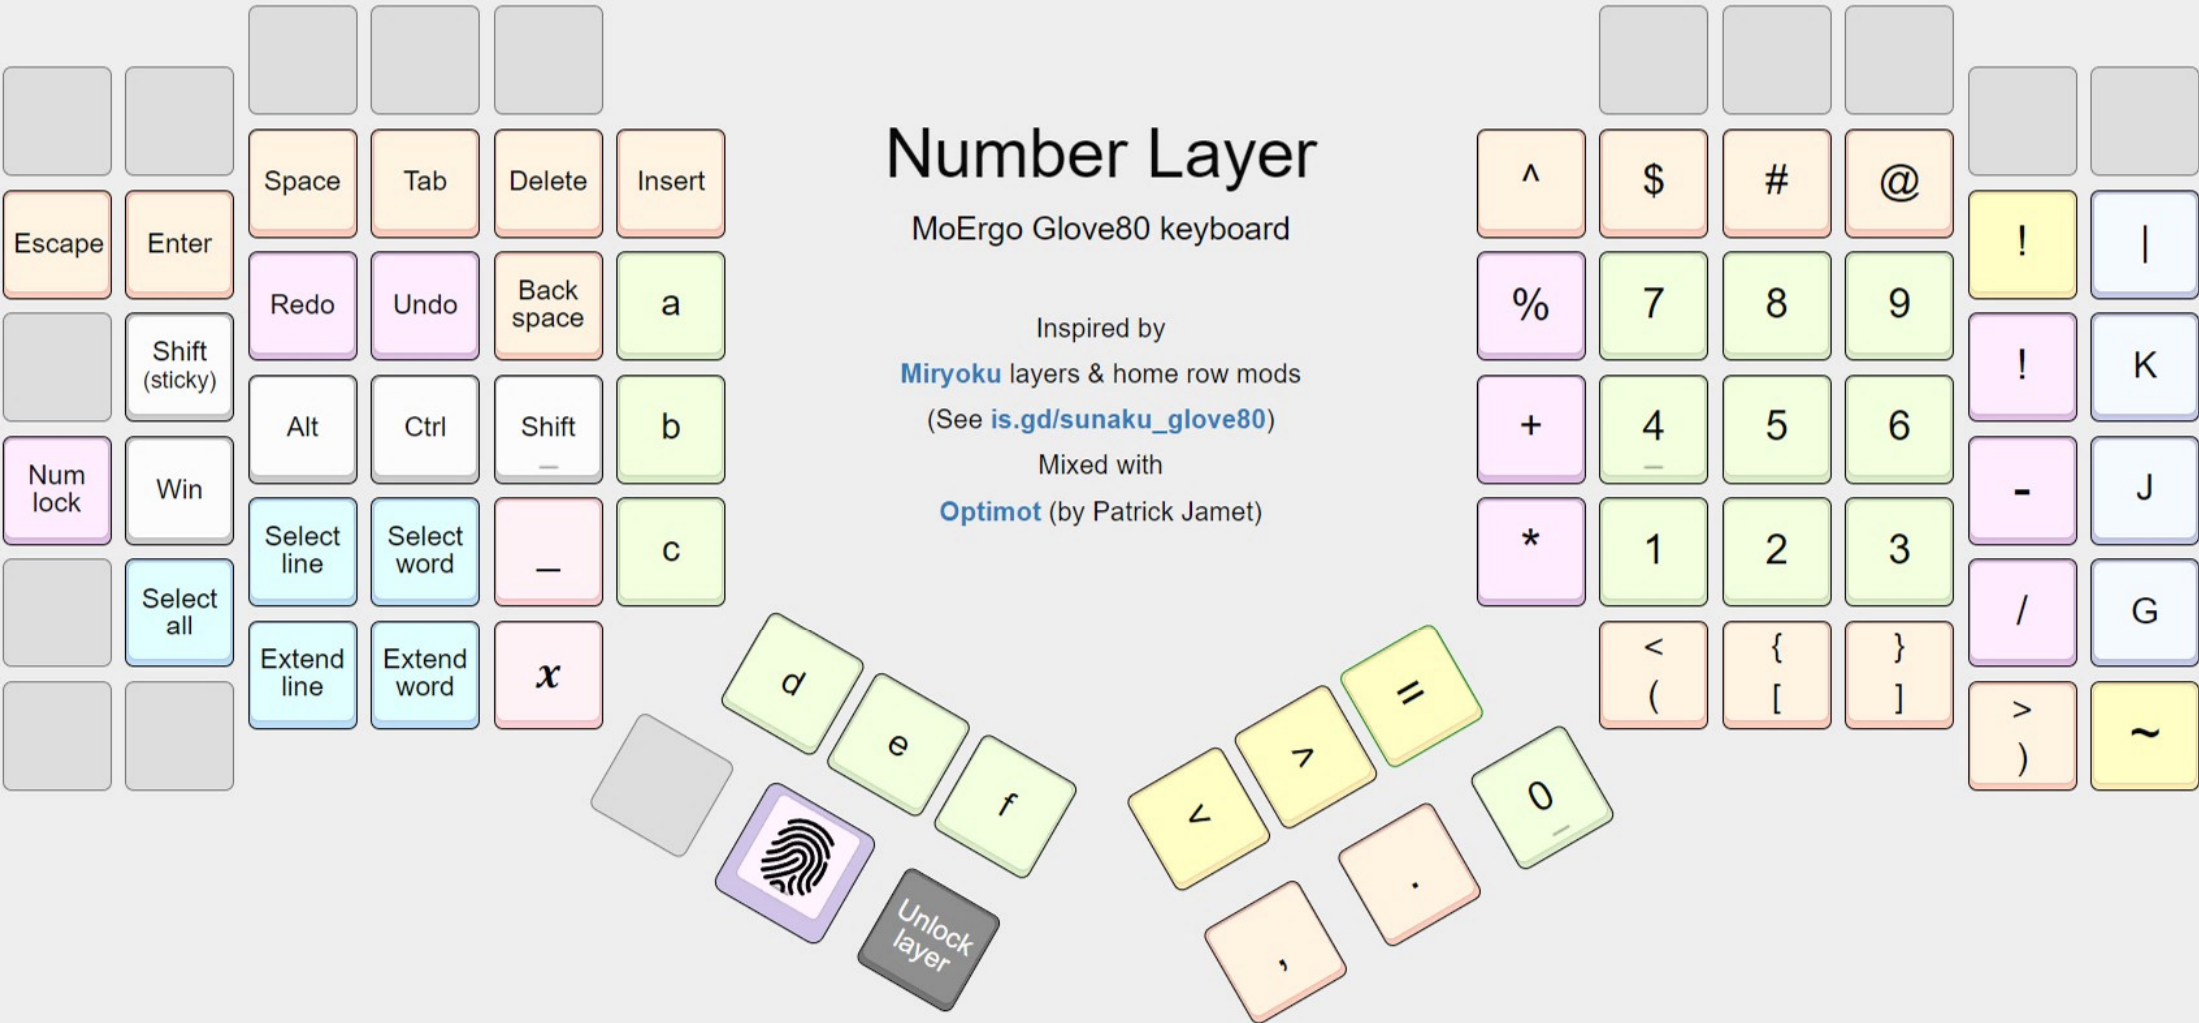 Number Layer
MoErgo Glove80 keyboard
Inspired by
Miryoku layers & home row mods
(See is.gd/sunaku_glove80)
Mixed with
Optimot (by Patrick Jamet)
Space Tab Delete Insert
Escape Enter
Redo Undo Back
space a
Shift
(sticky)
Alt Ctrl Shift
_
b
Num
lock
Win
Select
line
Select
word
_
c
Select
all
Extend
line
Extend
word
x
d
e
f
Unlock
layer
^ $ # @
! |
% 7 8 9
! K
+ 4 5 6
_
- J
* 1 2 3
/ G
<
(
{
[
}
]
>
)
~
=
>
<
0
_
.
,